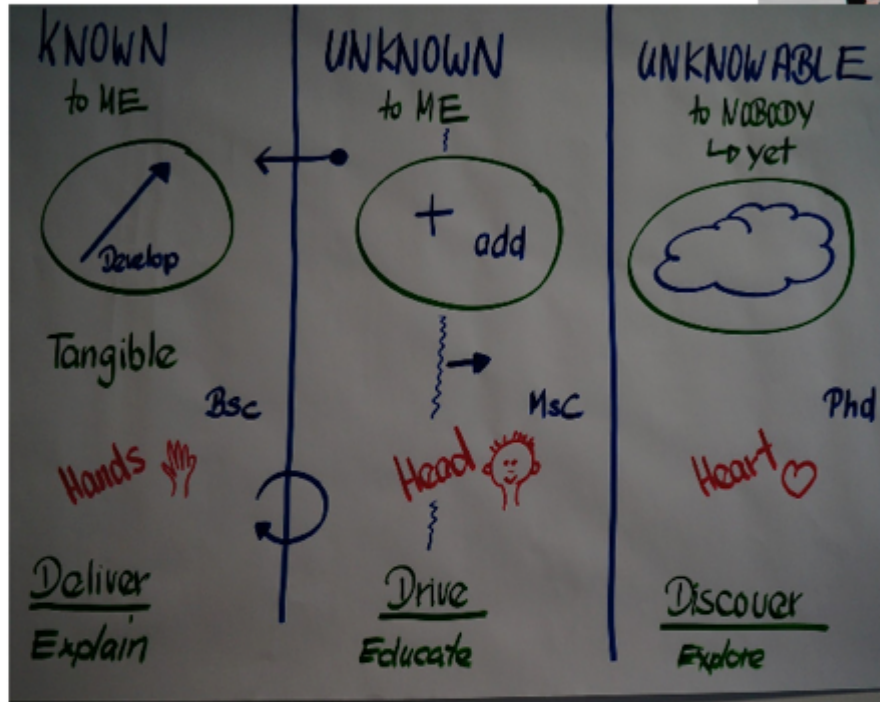 KNOWN
to ME
Develop
Tangible
Bsc
Hands
Deliver
Explain
UNKNOWN
to ME
+
add
MsC
Head
Drive
Educate
UNKNOWABLE
to NOBODY
↳ yet
Phd
Heart
Discover
Explore